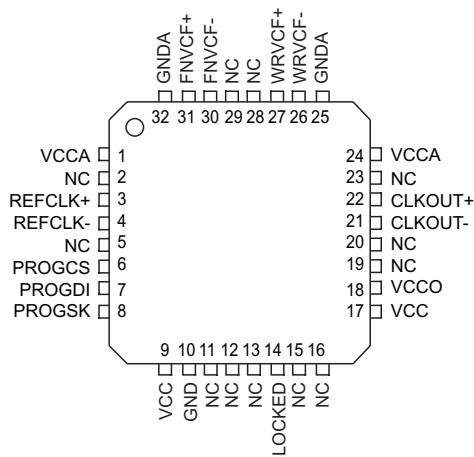 GNDA
FNVCF+
FNVCF-
NC
NC
WRVCF+
WRVCF-
GNDA
32 31 30 29 28 27 26 25
VCCA 1
NC 2
REFCLK+ 3
REFCLK- 4
NC 5
PROGCS 6
PROGDI 7
PROGSK 8
24 VCCA
23 NC
22 CLKOUT+
21 CLKOUT-
20 NC
19 NC
18 VCCO
17 VCC
9 10 11 12 13 14 15 16
VCC
GND
NC
NC
NC
LOCKED
NC
NC